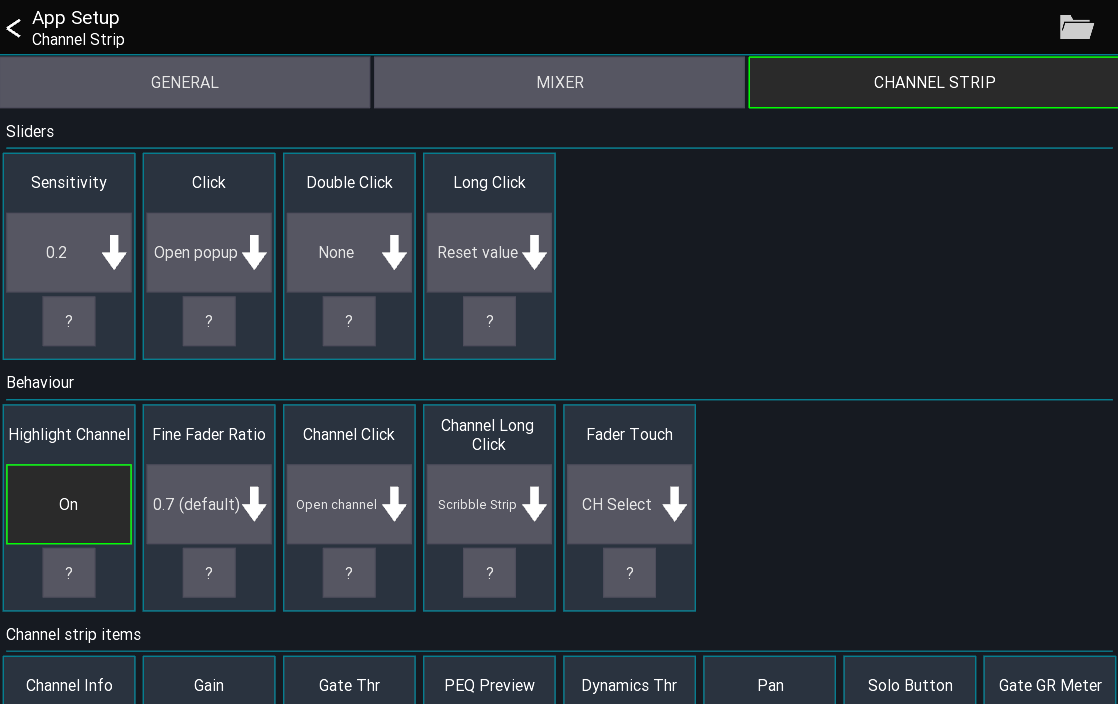 App Setup
Channel Strip
GENERAL
MIXER
CHANNEL STRIP
Sliders
Sensitivity
Click
Double Click
Long Click
0.2
Open popup
None
Reset value
?
?
?
?
Behaviour
Highlight Channel
Fine Fader Ratio
Channel Click
Channel Long
Click
Fader Touch
On
0.7 (default)
Open channel
Scribble Strip
CH Select
?
?
?
?
?
Channel strip items
Channel Info
Gain
Gate Thr
PEQ Preview
Dynamics Thr
Pan
Solo Button
Gate GR Meter